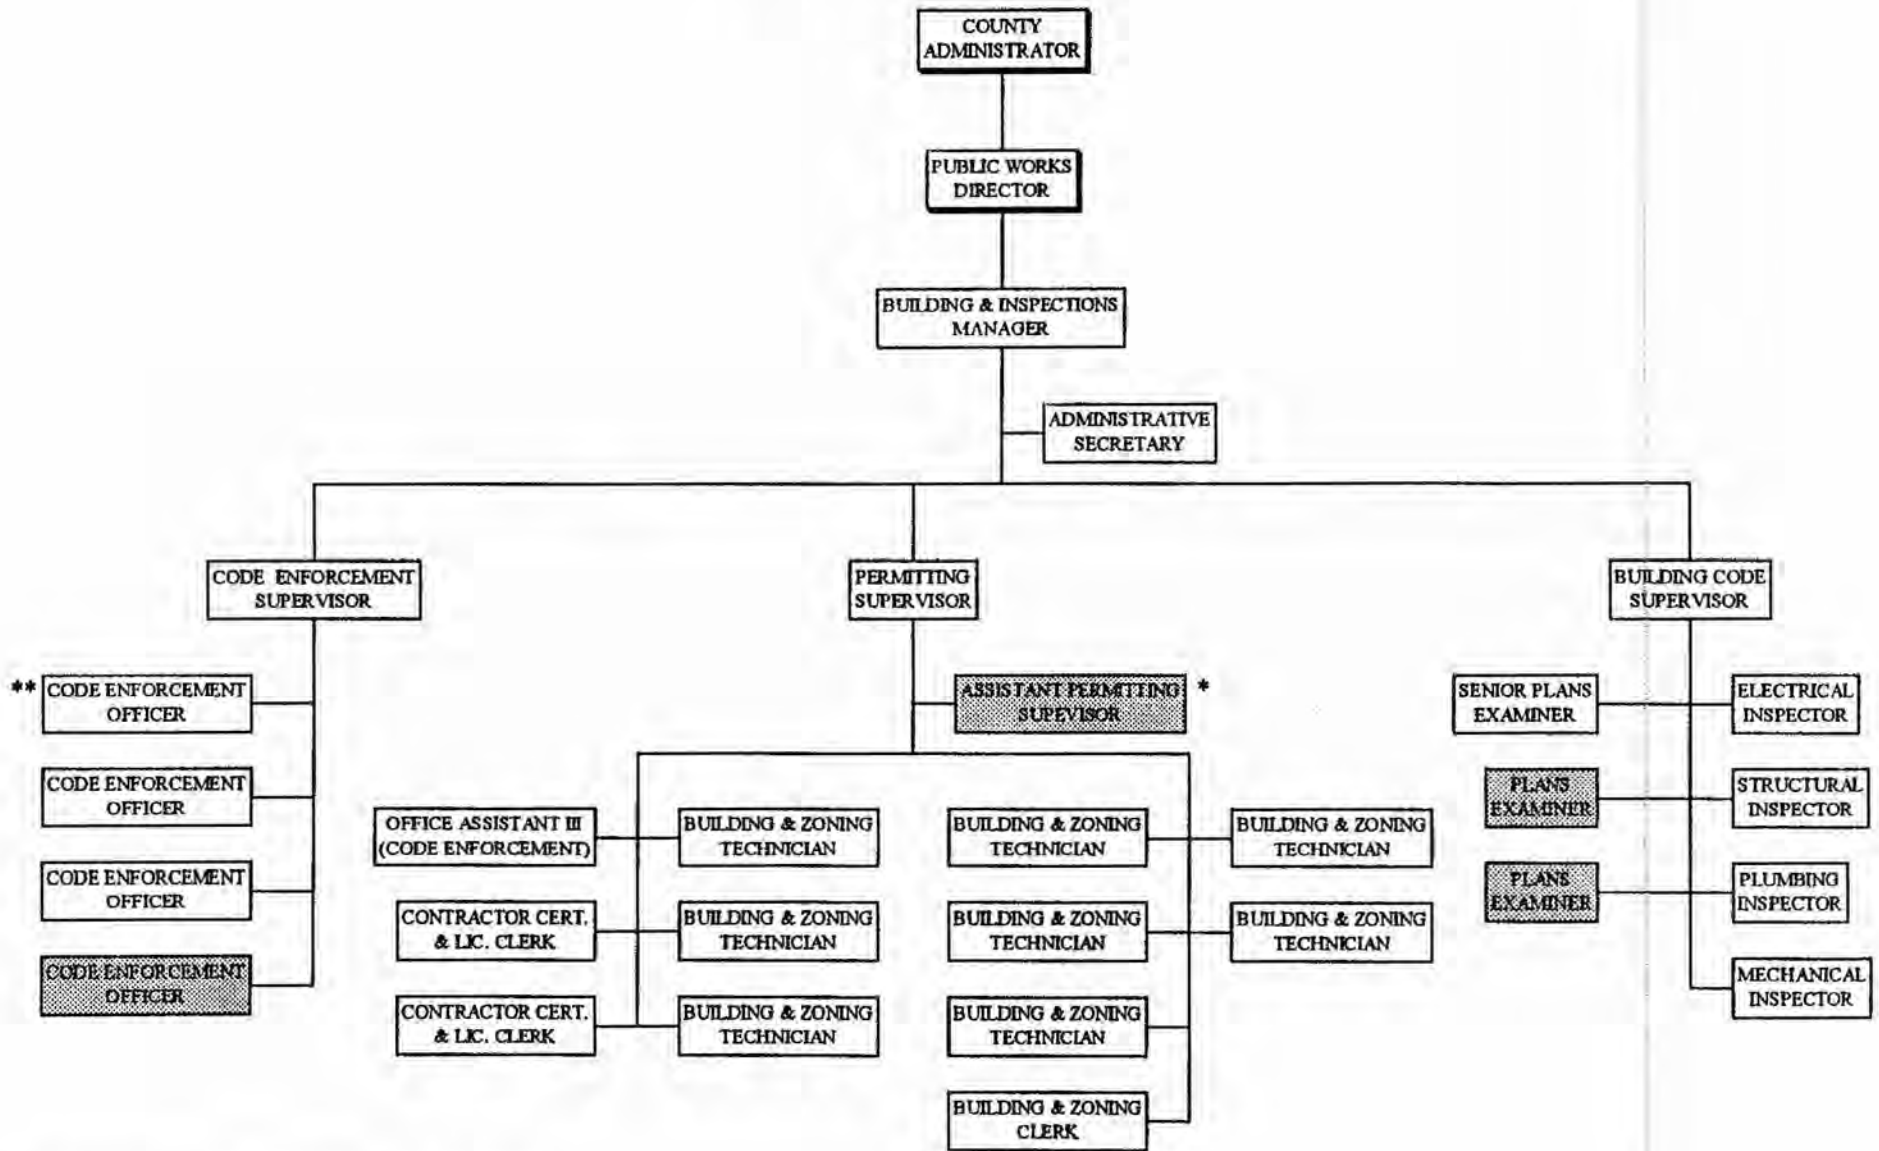 COUNTY
ADMINISTRATOR
PUBLIC WORKS
DIRECTOR
BUILDING & INSPECTIONS
MANAGER
ADMINISTRATIVE
SECRETARY
CODE ENFORCEMENT
SUPERVISOR
PERMITTING
SUPERVISOR
BUILDING CODE
SUPERVISOR
** CODE ENFORCEMENT
OFFICER
CODE ENFORCEMENT
OFFICER
CODE ENFORCEMENT
OFFICER
CODE ENFORCEMENT
OFFICER
ASSISTANT PERMITTING *
SUPEVISOR
OFFICE ASSISTANT III
(CODE ENFORCEMENT)
CONTRACTOR CERT.
& LIC. CLERK
CONTRACTOR CERT.
& LIC. CLERK
BUILDING & ZONING
TECHNICIAN
BUILDING & ZONING
TECHNICIAN
BUILDING & ZONING
TECHNICIAN
BUILDING & ZONING
TECHNICIAN
BUILDING & ZONING
TECHNICIAN
BUILDING & ZONING
TECHNICIAN
BUILDING & ZONING
CLERK
BUILDING & ZONING
TECHNICIAN
BUILDING & ZONING
TECHNICIAN
SENIOR PLANS
EXAMINER
PLANS
EXAMINER
PLANS
EXAMINER
ELECTRICAL
INSPECTOR
STRUCTURAL
INSPECTOR
PLUMBING
INSPECTOR
MECHANICAL
INSPECTOR